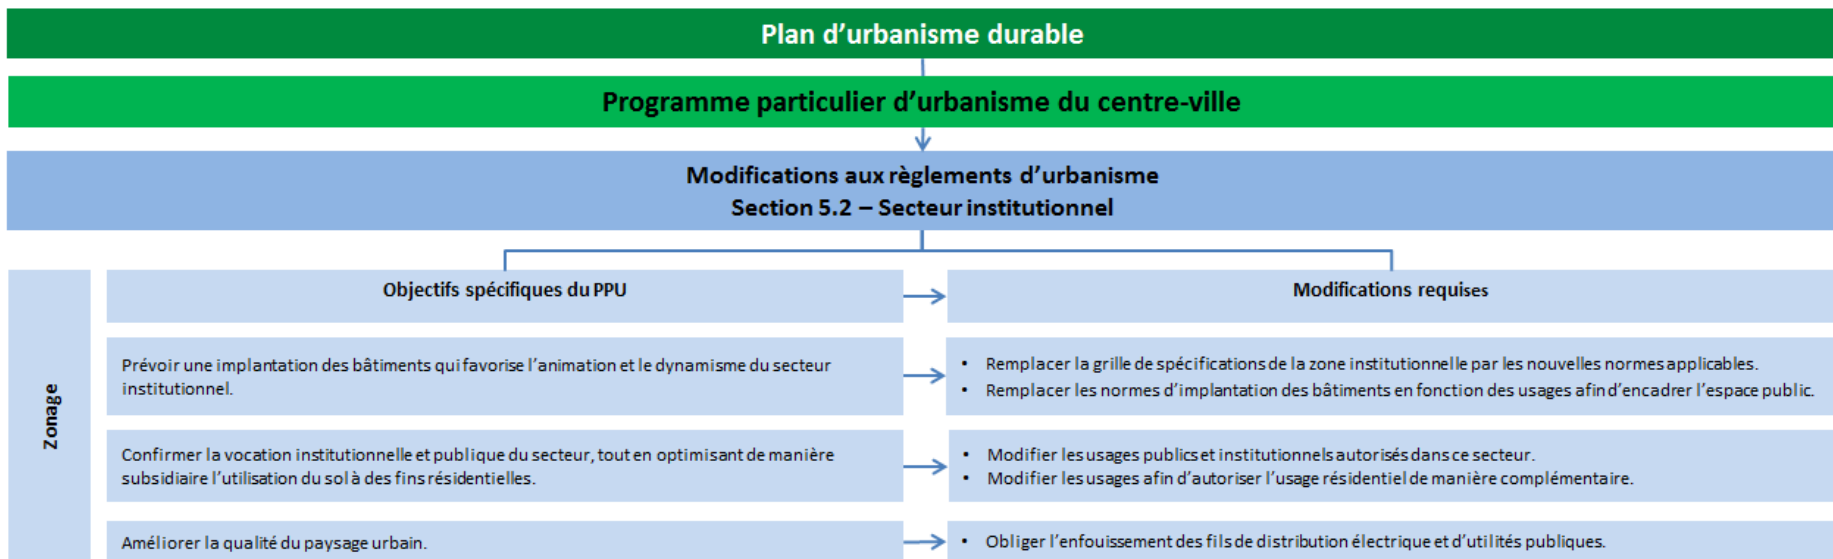 Plan d’urbanisme durable
Programme particulier d’urbanisme du centre-ville
Modifications aux règlements d’urbanisme
Section 5.2 – Secteur institutionnel
Zonage
Objectifs spécifiques du PPU
Modifications requises
Prévoir une implantation des bâtiments qui favorise l’animation et le dynamisme du secteur
institutionnel.
• Remplacer la grille de spécifications de la zone institutionnelle par les nouvelles normes applicables.
• Remplacer les normes d’implantation des bâtiments en fonction des usages afin d’encadrer l’espace public.
Confirmer la vocation institutionnelle et publique du secteur, tout en optimisant de manière
subsidiaire l’utilisation du sol à des fins résidentielles.
• Modifier les usages publics et institutionnels autorisés dans ce secteur.
• Modifier les usages afin d’autoriser l’usage résidentiel de manière complémentaire.
Améliorer la qualité du paysage urbain.
• Obliger l’enfouissement des fils de distribution électrique et d’utilités publiques.